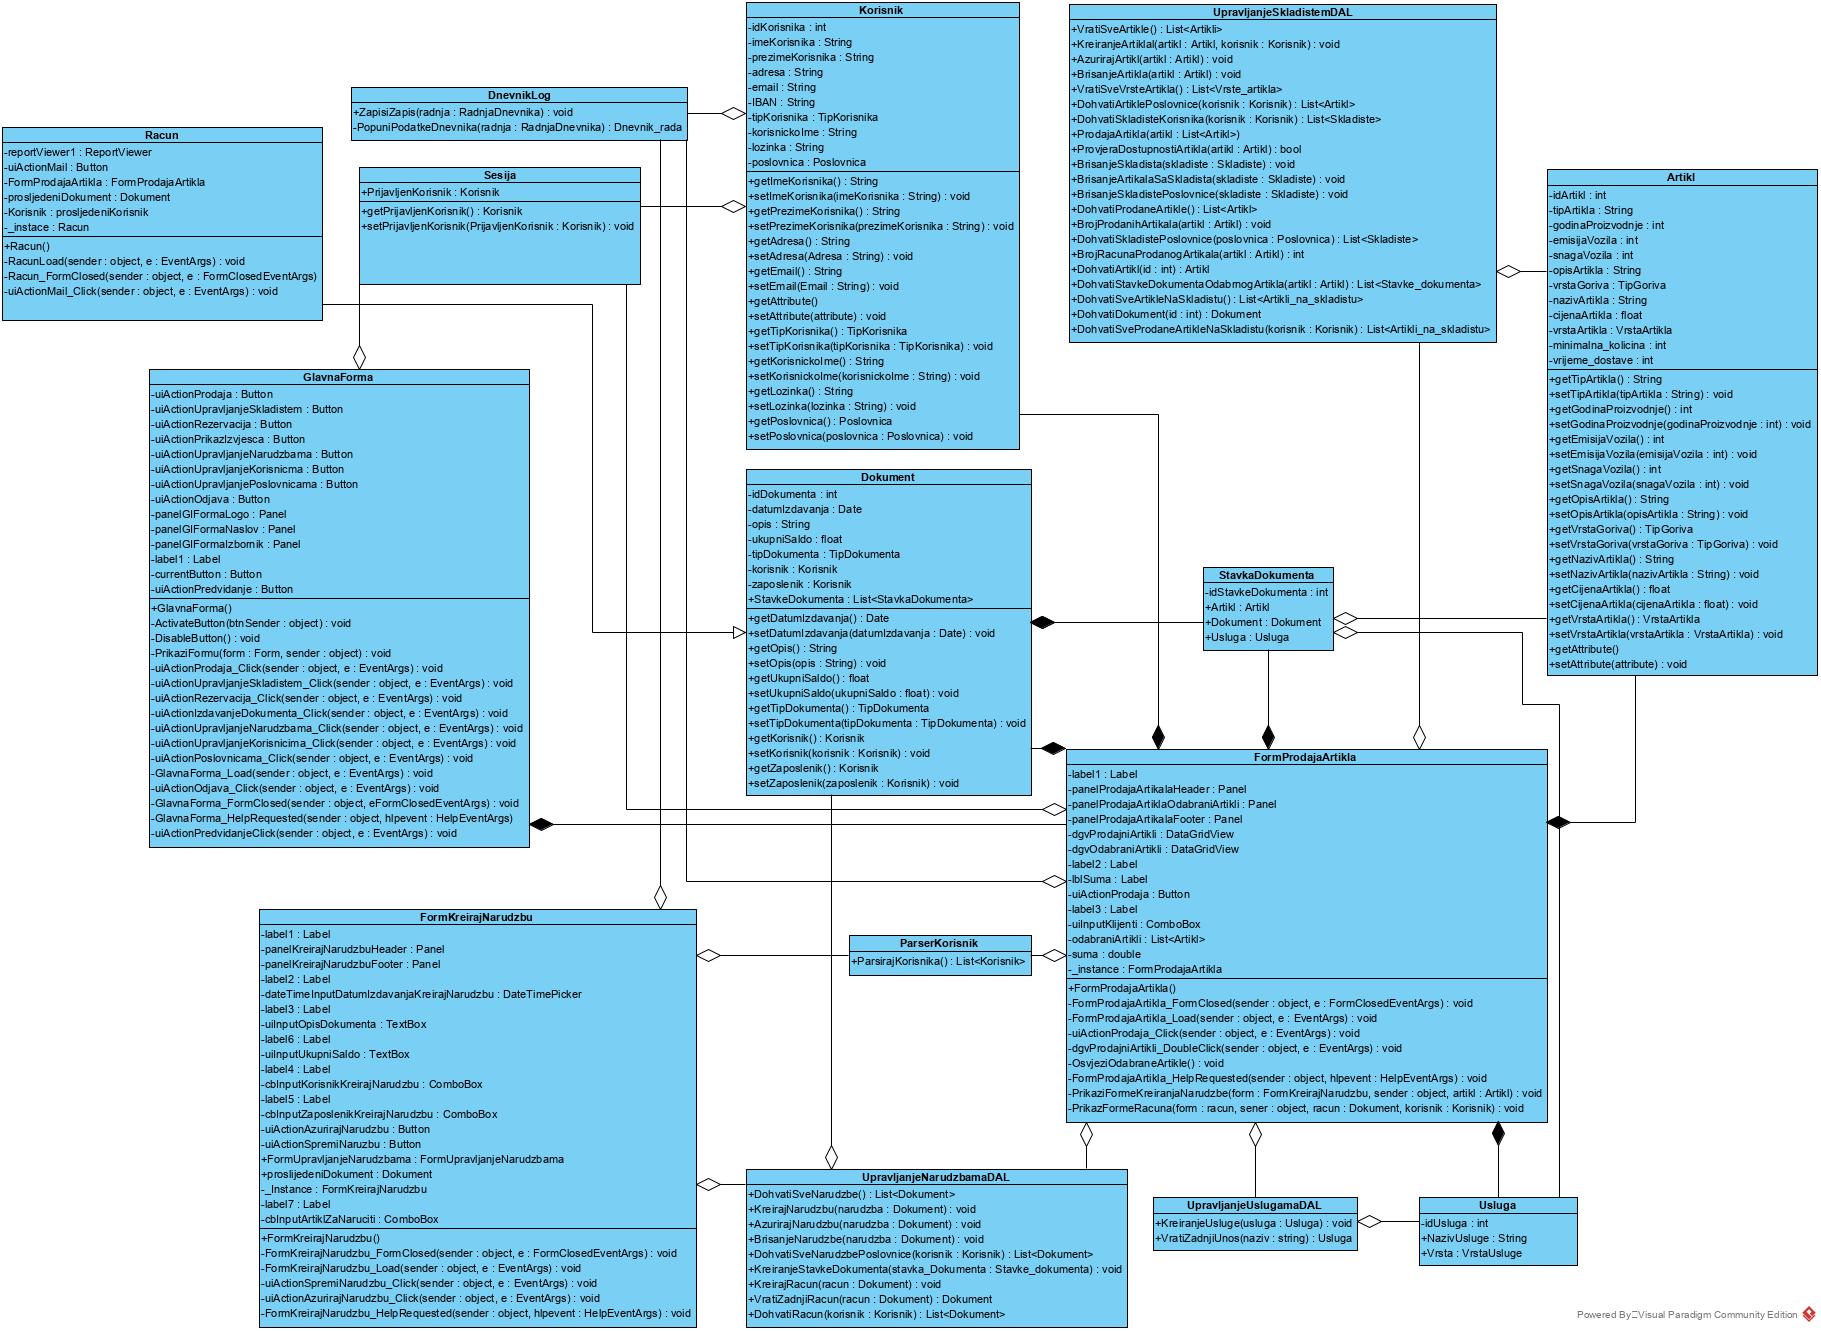 Korisnik
-idKorisnika : int
-imeKorisnika : String
-prezimeKorisnika : String
-adresa : String
-email : String
-IBAN : String
-tipKorisnika : TipKorisnika
-korisnickoIme : String
-lozinka : String
-poslovnica : Poslovnica
+getImeKorisnika() : String
+setImeKorisnika(imeKorisnika : String) : void
+getPrezimeKorisnika() : String
+setPrezimeKorisnika(prezimeKorisnika : String) : void
+getAdresa() : String
+setAdresa(Adresa : String) : void
+getEmail() : String
+setEmail(Email : String) : void
+getAttribute()
+setAttribute(attribute) : void
+getTipKorisnika() : TipKorisnika
+setTipKorisnika(tipKorisnika : TipKorisnika) : void
+getKorisnickoIme() : String
+setKorisnickoIme(korisnickoIme : String) : void
+getLozinka() : String
+setLozinka(lozinka : String) : void
+getPoslovnica() : Poslovnica
+setPoslovnica(poslovnica : Poslovnica) : void
UpravljanjeSkladistemDAL
+VratiSveArtikle() : List<Artikli>
+KreiranjeArtiklaI(artikl : Artikl, korisnik : Korisnik) : void
+AzurirajArtikl(artikl : Artikl) : void
+BrisanjeArtikla(artikl : Artikl) : void
+VratiSveVrsteArtikla() : List<Vrste_artikla>
+DohvatiArtiklePoslovnice(korisnik : Korisnik) : List<Artikl>
+DohvatiSkladisteKorisnika(korisnik : Korisnik) : List<Skladiste>
+ProdajaArtikla(artikl : List<Artikl>)
+ProvjeraDostupnostiArtikla(artikl : Artikl) : bool
+BrisanjeSkladista(skladiste : Skladiste) : void
+BrisanjeArtikalaSaSkladista(skladiste : Skladiste) : void
+BrisanjeSkladistePoslovnice(skladiste : Skladiste) : void
+DohvatiProdaneArtikle() : List<Artikl>
+BrojProdanihArtikala(artikl : Artikl) : void
+DohvatiSkladistePoslovnice(poslovnica : Poslovnica) : List<Skladiste>
+BrojRacunaProdanogArtikala(artikl : Artikl) : int
+DohvatiArtikl(id : int) : Artikl
+DohvatiStavkeDokumentaOdabrnogArtikla(artikl : Artikl) : List<Stavke_dokumenta>
+DohvatiSveArtikleNaSkladistu() : List<Artikli_na_skladistu>
+DohvatiDokument(id : int) : Dokument
+DohvatiSveProdaneArtikleNaSkladistu(korisnik : Korisnik) : List<Artikli_na_skladistu>
DnevnikLog
+ZapisiZapis(radnja : RadnjaDnevnika) : void
-PopuniPodatkeDnevnika(radnja : RadnjaDnevnika) : Dnevnik_rada
Racun
-reportViewer1 : ReportViewer
-uiActionMail : Button
-FormProdajaArtikla : FormProdajaArtikla
-prosljedeniDokument : Dokument
-Korisnik : prosljedeniKorisnik
-_instace : Racun
+Racun()
-RacunLoad(sender : object, e : EventArgs) : void
-Racun_FormClosed(sender : object, e : FormClosedEventArgs)
-uiActionMail_Click(sender : object, e : EventArgs) : void
Sesija
+PrijavljenKorisnik : Korisnik
+getPrijavljenKorisnik() : Korisnik
+setPrijavljenKorisnik(PrijavljenKorisnik : Korisnik) : void
Artikl
-idArtikl : int
-tipArtikla : String
-godinaProizvodnje : int
-emisijaVozila : int
-snagaVozila : int
-opisArtikla : String
-vrstaGoriva : TipGoriva
-nazivArtikla : String
-cijenaArtikla : float
-vrstaArtikla : VrstaArtikla
-minimalna_kolicina : int
-vrijeme_dostave : int
+getTipArtikla() : String
+setTipArtikla(tipArtikla : String) : void
+getGodinaProizvodnje() : int
+setGodinaProizvodnje(godinaProizvodnje : int) : void
+getEmisijaVozila() : int
+setEmisijaVozila(emisijaVozila : int) : void
+getSnagaVozila() : int
+setSnagaVozila(snagaVozila : int) : void
+getOpisArtikla() : String
+setOpisArtikla(opisArtikla : String) : void
+getVrstaGoriva() : TipGoriva
+setVrstaGoriva(vrstaGoriva : TipGoriva) : void
+getNazivArtikla() : String
+setNazivArtikla(nazivArtikla : String) : void
+getCijenaArtikla() : float
+setCijenaArtikla(cijenaArtikla : float) : void
+getVrstaArtikla() : VrstaArtikla
+setVrstaArtikla(vrstaArtikla : VrstaArtikla) : void
+getAttribute()
+setAttribute(attribute) : void
GlavnaForma
-uiActionProdaja : Button
-uiActionUpravljanjeSkladistem : Button
-uiActionRezervacija : Button
-uiActionPrikazIzvjesca : Button
-uiActionUpravljanjeNarudzbama : Button
-uiActionUpravljanjeKorisnicma : Button
-uiActionUpravljanjePoslovnicama : Button
-uiActionOdjava : Button
-panelGlFormaLogo : Panel
-panelGlFormaNaslov : Panel
-panelGlFormaIzbornik : Panel
-label1 : Label
-currentButton : Button
-uiActionPredvidanje : Button
+GlavnaForma()
-ActivateButton(btnSender : object) : void
-DisableButton() : void
-PrikaziFormu(form : Form, sender : object) : void
-uiActionProdaja_Click(sender : object, e : EventArgs) : void
-uiActionUpravljanjeSkladistem_Click(sender : object, e : EventArgs) : void
-uiActionRezervacija_Click(sender : object, e : EventArgs) : void
-uiActionIzdavanjeDokumenta_Click(sender : object, e : EventArgs) : void
-uiActionUpravljanjeNarudzbama_Click(sender : object, e : EventArgs) : void
-uiActionUpravljanjeKorisnicima_Click(sender : object, e : EventArgs) : void
-uiActionPoslovnicama_Click(sender : object, e : EventArgs) : void
-GlavnaForma_Load(sender : object, e : EventArgs) : void
-uiActionOdjava_Click(sender : object, e : EventArgs) : void
-GlavnaForma_FormClosed(sender : object, eFormClosedEventArgs) : void
-GlavnaForma_HelpRequested(sender : object, hlpevent : HelpEventArgs)
-uiActionPredvidanjeClick(sender : object, e : EventArgs) : void
Dokument
-idDokumenta : int
-datumIzdavanja : Date
-opis : String
-ukupniSaldo : float
-tipDokumenta : TipDokumenta
-korisnik : Korisnik
-zaposlenik : Korisnik
+StavkeDokumenta : List<StavkaDokumenta>
+getDatumIzdavanja() : Date
+setDatumIzdavanja(datumIzdavanja : Date) : void
+getOpis() : String
+setOpis(opis : String) : void
+getUkupniSaldo() : float
+setUkupniSaldo(ukupniSaldo : float) : void
+getTipDokumenta() : TipDokumenta
+setTipDokumenta(tipDokumenta : TipDokumenta) : void
+getKorisnik() : Korisnik
+setKorisnik(korisnik : Korisnik) : void
+getZaposlenik() : Korisnik
+setZaposlenik(zaposlenik : Korisnik) : void
StavkaDokumenta
-idStavkeDokumenta : int
+Artikl : Artikl
+Dokument : Dokument
+Usluga : Usluga
FormProdajaArtikla
-label1 : Label
-panelProdajaArtikalaHeader : Panel
-panelProdajaArtiklaOdabraniArtikli : Panel
-panelProdajaArtikalaFooter : Panel
-dgvProdajniArtikli : DataGridView
-dgvOdabraniArtikli : DataGridView
-label2 : Label
-lblSuma : Label
-uiActionProdaja : Button
-label3 : Label
-uiInputKlijenti : ComboBox
-odabraniArtikli : List<Artikl>
-suma : double
-_instance : FormProdajaArtikla
+FormProdajaArtikla()
-FormProdajaArtikla_FormClosed(sender : object, e : FormClosedEventArgs) : void
-FormProdajaArtikla_Load(sender : object, e : EventArgs) : void
-uiActionProdaja_Click(sender : object, e : EventArgs) : void
-dgvProdajniArtikli_DoubleClick(sender : object, e : EventArgs) : void
-OsvjeziOdabraneArtikle() : void
-FormProdajaArtikla_HelpRequested(sender : object, hlpevent : HelpEventArgs) : void
-PrikaziFormeKreiranjaNarudzbe(form : FormKreirajNarudzbu, sender : object, artikl : Artikl) : void
-PrikazFormeRacuna(form : racun, sener : object, racun : Dokument, korisnik : Korisnik) : void
FormKreirajNarudzbu
-label1 : Label
-panelKreirajNarudzbuHeader : Panel
-panelKreirajNarudzbuFooter : Panel
-label2 : Label
-dateTimeInputDatumIzdavanjaKreirajNarudzbu : DateTimePicker
-label3 : Label
-uiInputOpisDokumenta : TextBox
-label6 : Label
-uiInputUkupniSaldo : TextBox
-label4 : Label
-cbInputKorisnikKreirajNarudzbu : ComboBox
-label5 : Label
-cbInputZaposlenikKreirajNarudzbu : ComboBox
-uiActionAzurirajNarudzbu : Button
-uiActionSpremiNaruzbu : Button
+FormUpravljanjeNarudzbama : FormUpravljanjeNarudzbama
+proslijedeniDokument : Dokument
-_Instance : FormKreirajNarudzbu
-label7 : Label
-cbInputArtiklZaNaruciti : ComboBox
+FormKreirajNarudzbu()
-FormKreirajNarudzbu_FormClosed(sender : object, e : FormClosedEventArgs) : void
-FormKreirajNarudzbu_Load(sender : object, e : EventArgs) : void
-uiActionSpremiNarudzbu_Click(sender : object, e : EventArgs) : void
-uiActionAzurirajNarudzbu_Click(sender : object, e : EventArgs) : void
-FormKreirajNarudzbu_HelpRequested(sender : object, hlpevent : HelpEventArgs) : void
ParserKorisnik
+ParsirajKorisnika() : List<Korisnik>
UpravljanjeNarudzbamaDAL
+DohvatiSveNarudzbe() : List<Dokument>
+KreirajNarudzbu(narudzba : Dokument) : void
+AzurirajNarudzbu(narudzba : Dokument) : void
+BrisanjeNarudzbe(narudzba : Dokument) : void
+DohvatiSveNarudzbePoslovnice(korisnik : Korisnik) : List<Dokument>
+KreiranjeStavkeDokumenta(stavka_Dokumenta : Stavke_dokumenta) : void
+KreirajRacun(racun : Dokument) : void
+VratiZadnjiRacun(racun : Dokument) : Dokument
+DohvatiRacun(korisnik : Korisnik) : List<Dokument>
UpravljanjeUslugamaDAL
+KreiranjeUsluge(usluga : Usluga) : void
+VratiZadnjiUnos(naziv : string) : Usluga
Usluga
-idUsluga : int
+NazivUsluge : String
+Vrsta : VrstaUsluge
Powered By Visual Paradigm Community Edition